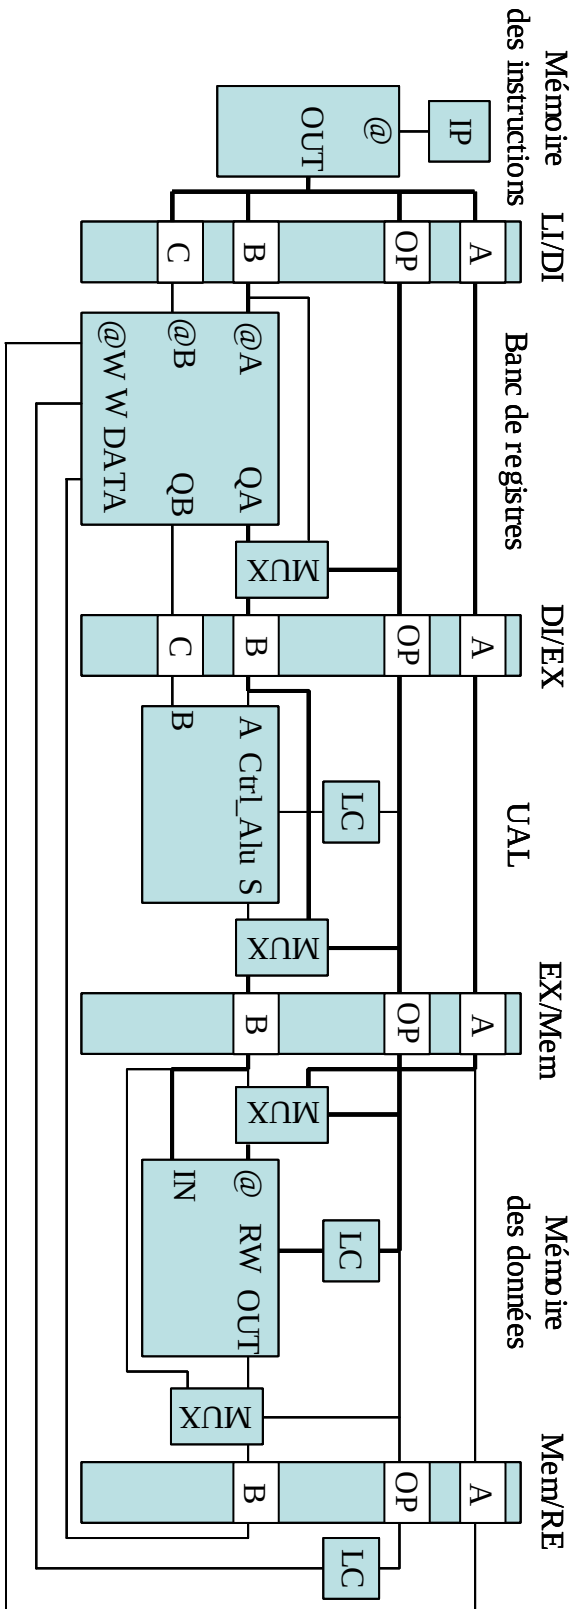 Mémoire
des instructions
LI/DI
Banc de registres
DI/EX
UAL
EX/Mem
Mémoire
des données
Mem/RE
IP
@
OUT
A
OP
B
C
@A
QA
@B
QB
@W W DATA
MUX
A
OP
B
C
LC
A Ctrl_Alu S
B
MUX
A
OP
B
MUX
LC
@ RW OUT
IN
MUX
A
OP
B
LC